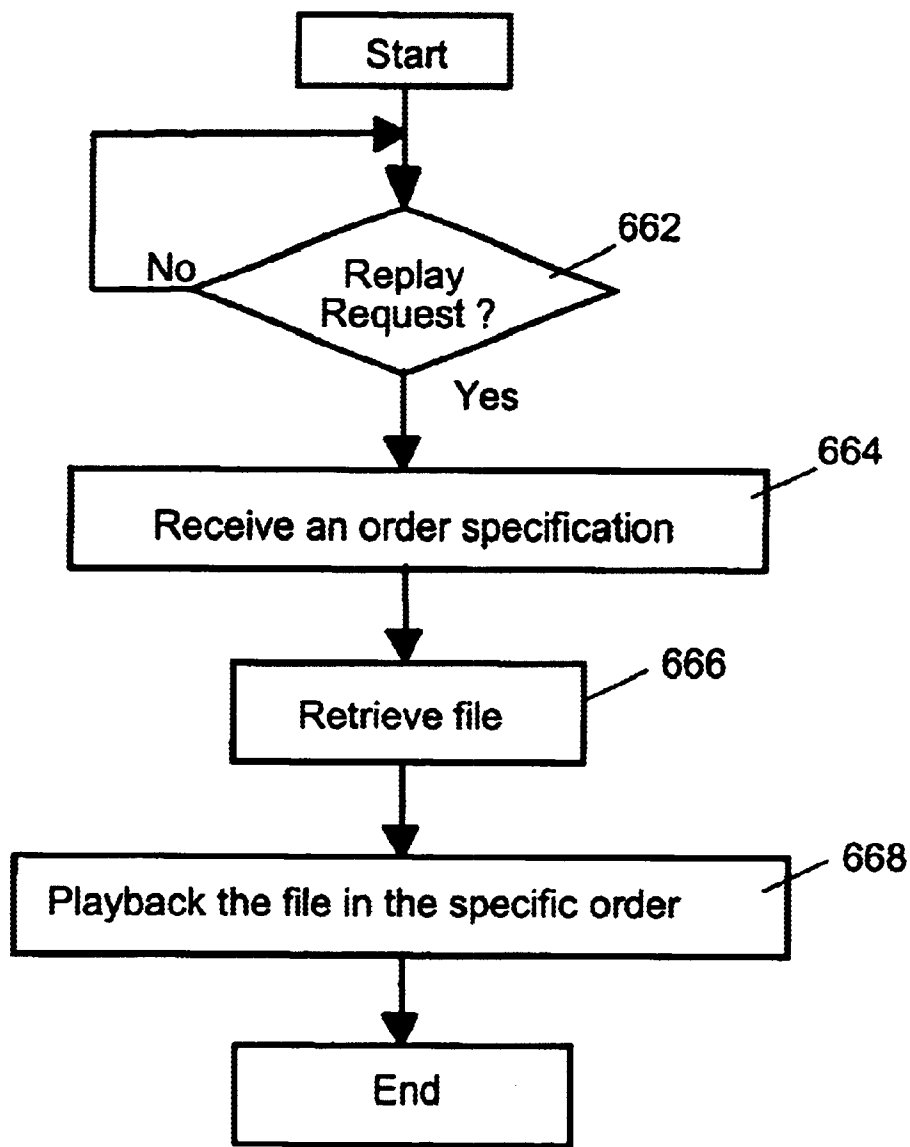 Start
662
No
Replay
Request ?
Yes
664
Receive an order specification
666
Retrieve file
668
Playback the file in the specific order
End